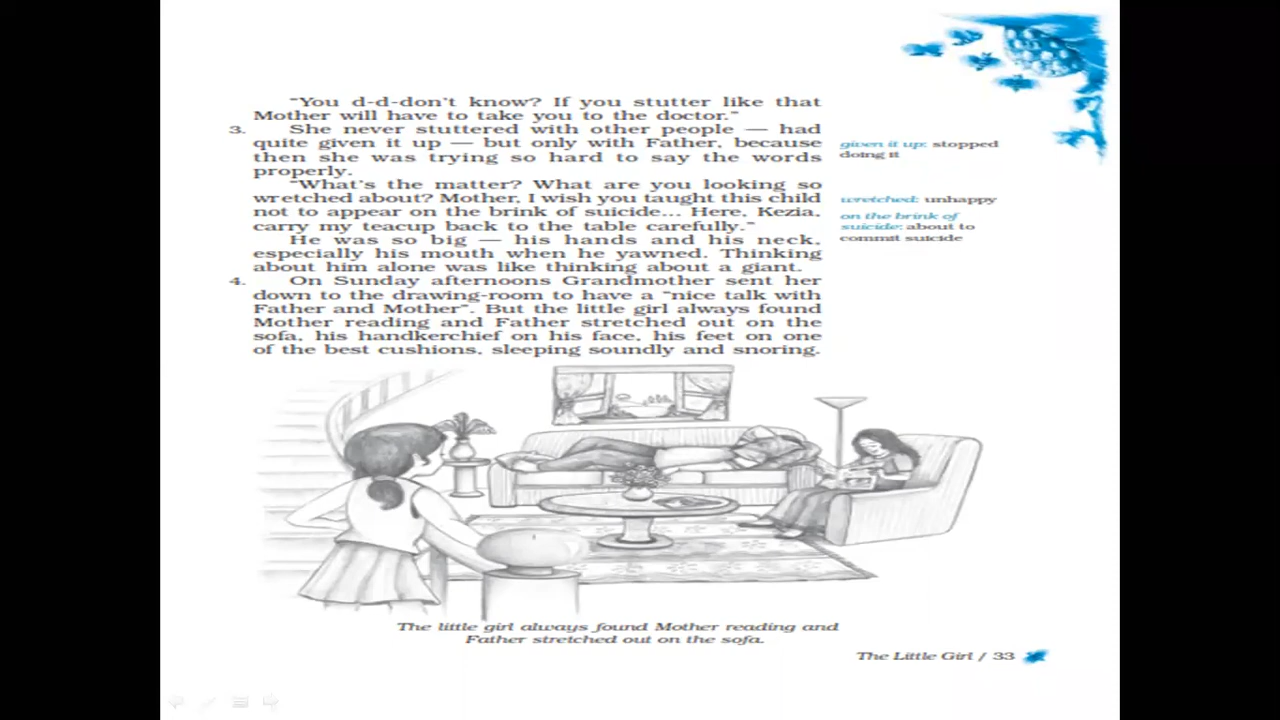 "You d-d-don't know? If you stutter like that
Mother will have to take you to the doctor."
3. She never stuttered with other people — had
quite given it up — but only with Father, because
then she was trying so hard to say the words
properly.
"What's the matter? What are you looking so
wretched about? Mother, I wish you taught this child
not to appear on the brink of suicide... Here, Kezia,
carry my teacup back to the table carefully."
He was so big — his hands and his neck,
especially his mouth when he yawned. Thinking
about him alone was like thinking about a giant.
4. On Sunday afternoons Grandmother sent her
down to the drawing-room to have a "nice talk with
Father and Mother". But the little girl always found
Mother reading and Father stretched out on the
sofa, his handkerchief on his face, his feet on one
of the best cushions, sleeping soundly and snoring.
given it up: stopped
doing it
wretched: unhappy
on the brink of
suicide: about to
commit suicide
The little girl always found Mother reading and
Father stretched out on the sofa.
The Little Girl / 33